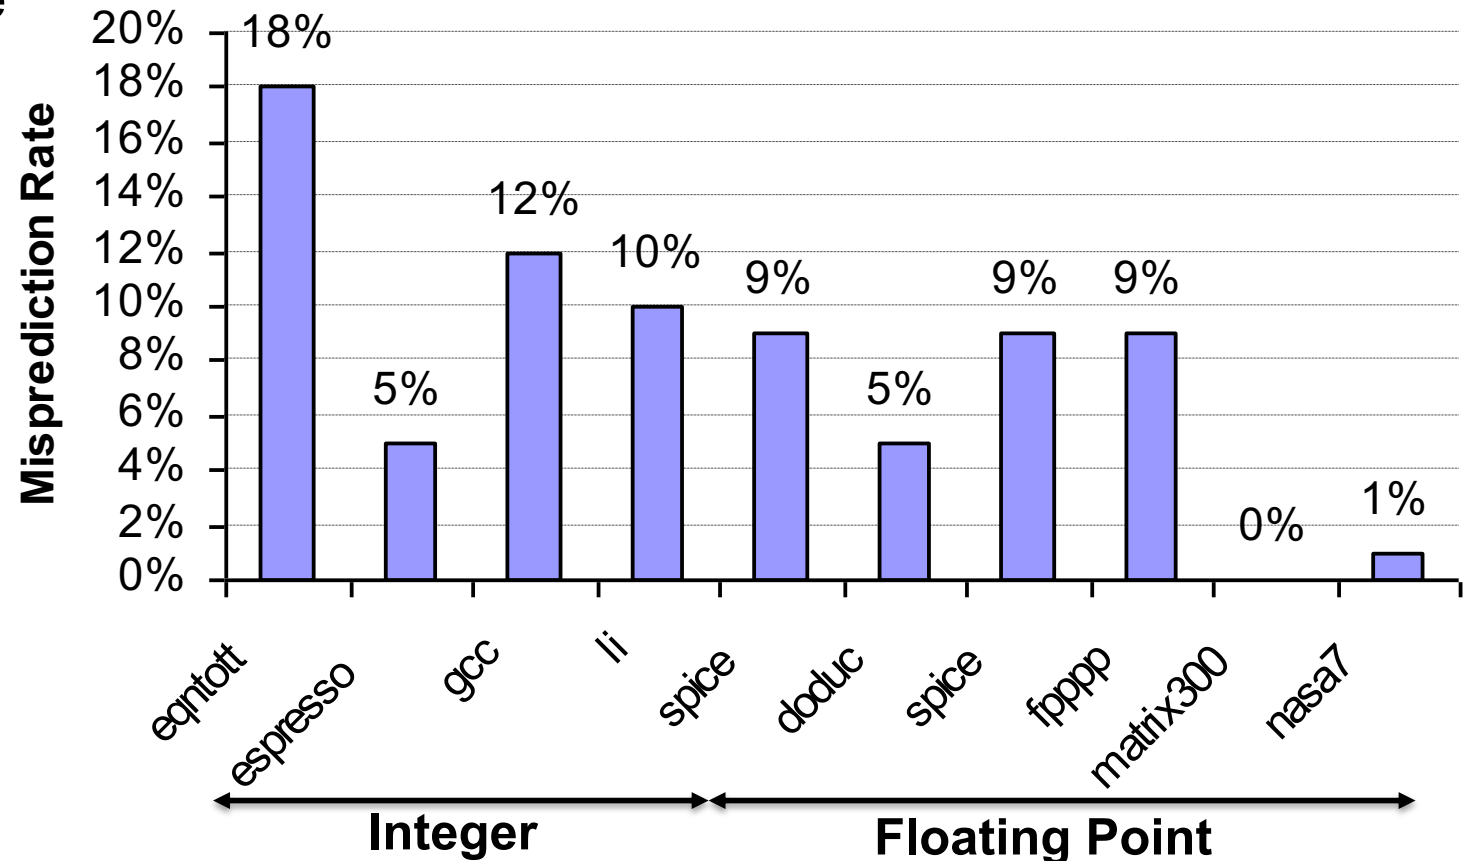 20%
18%
16%
14%
12%
10%
8%
6%
4%
2%
0%
Misprediction Rate
18%
5%
12%
10%
9%
5%
9%
9%
0%
1%
eqntott
espresso
gcc
li
spice
doduc
spice
fpppp
matrix300
nasa7
Integer
Floating Point